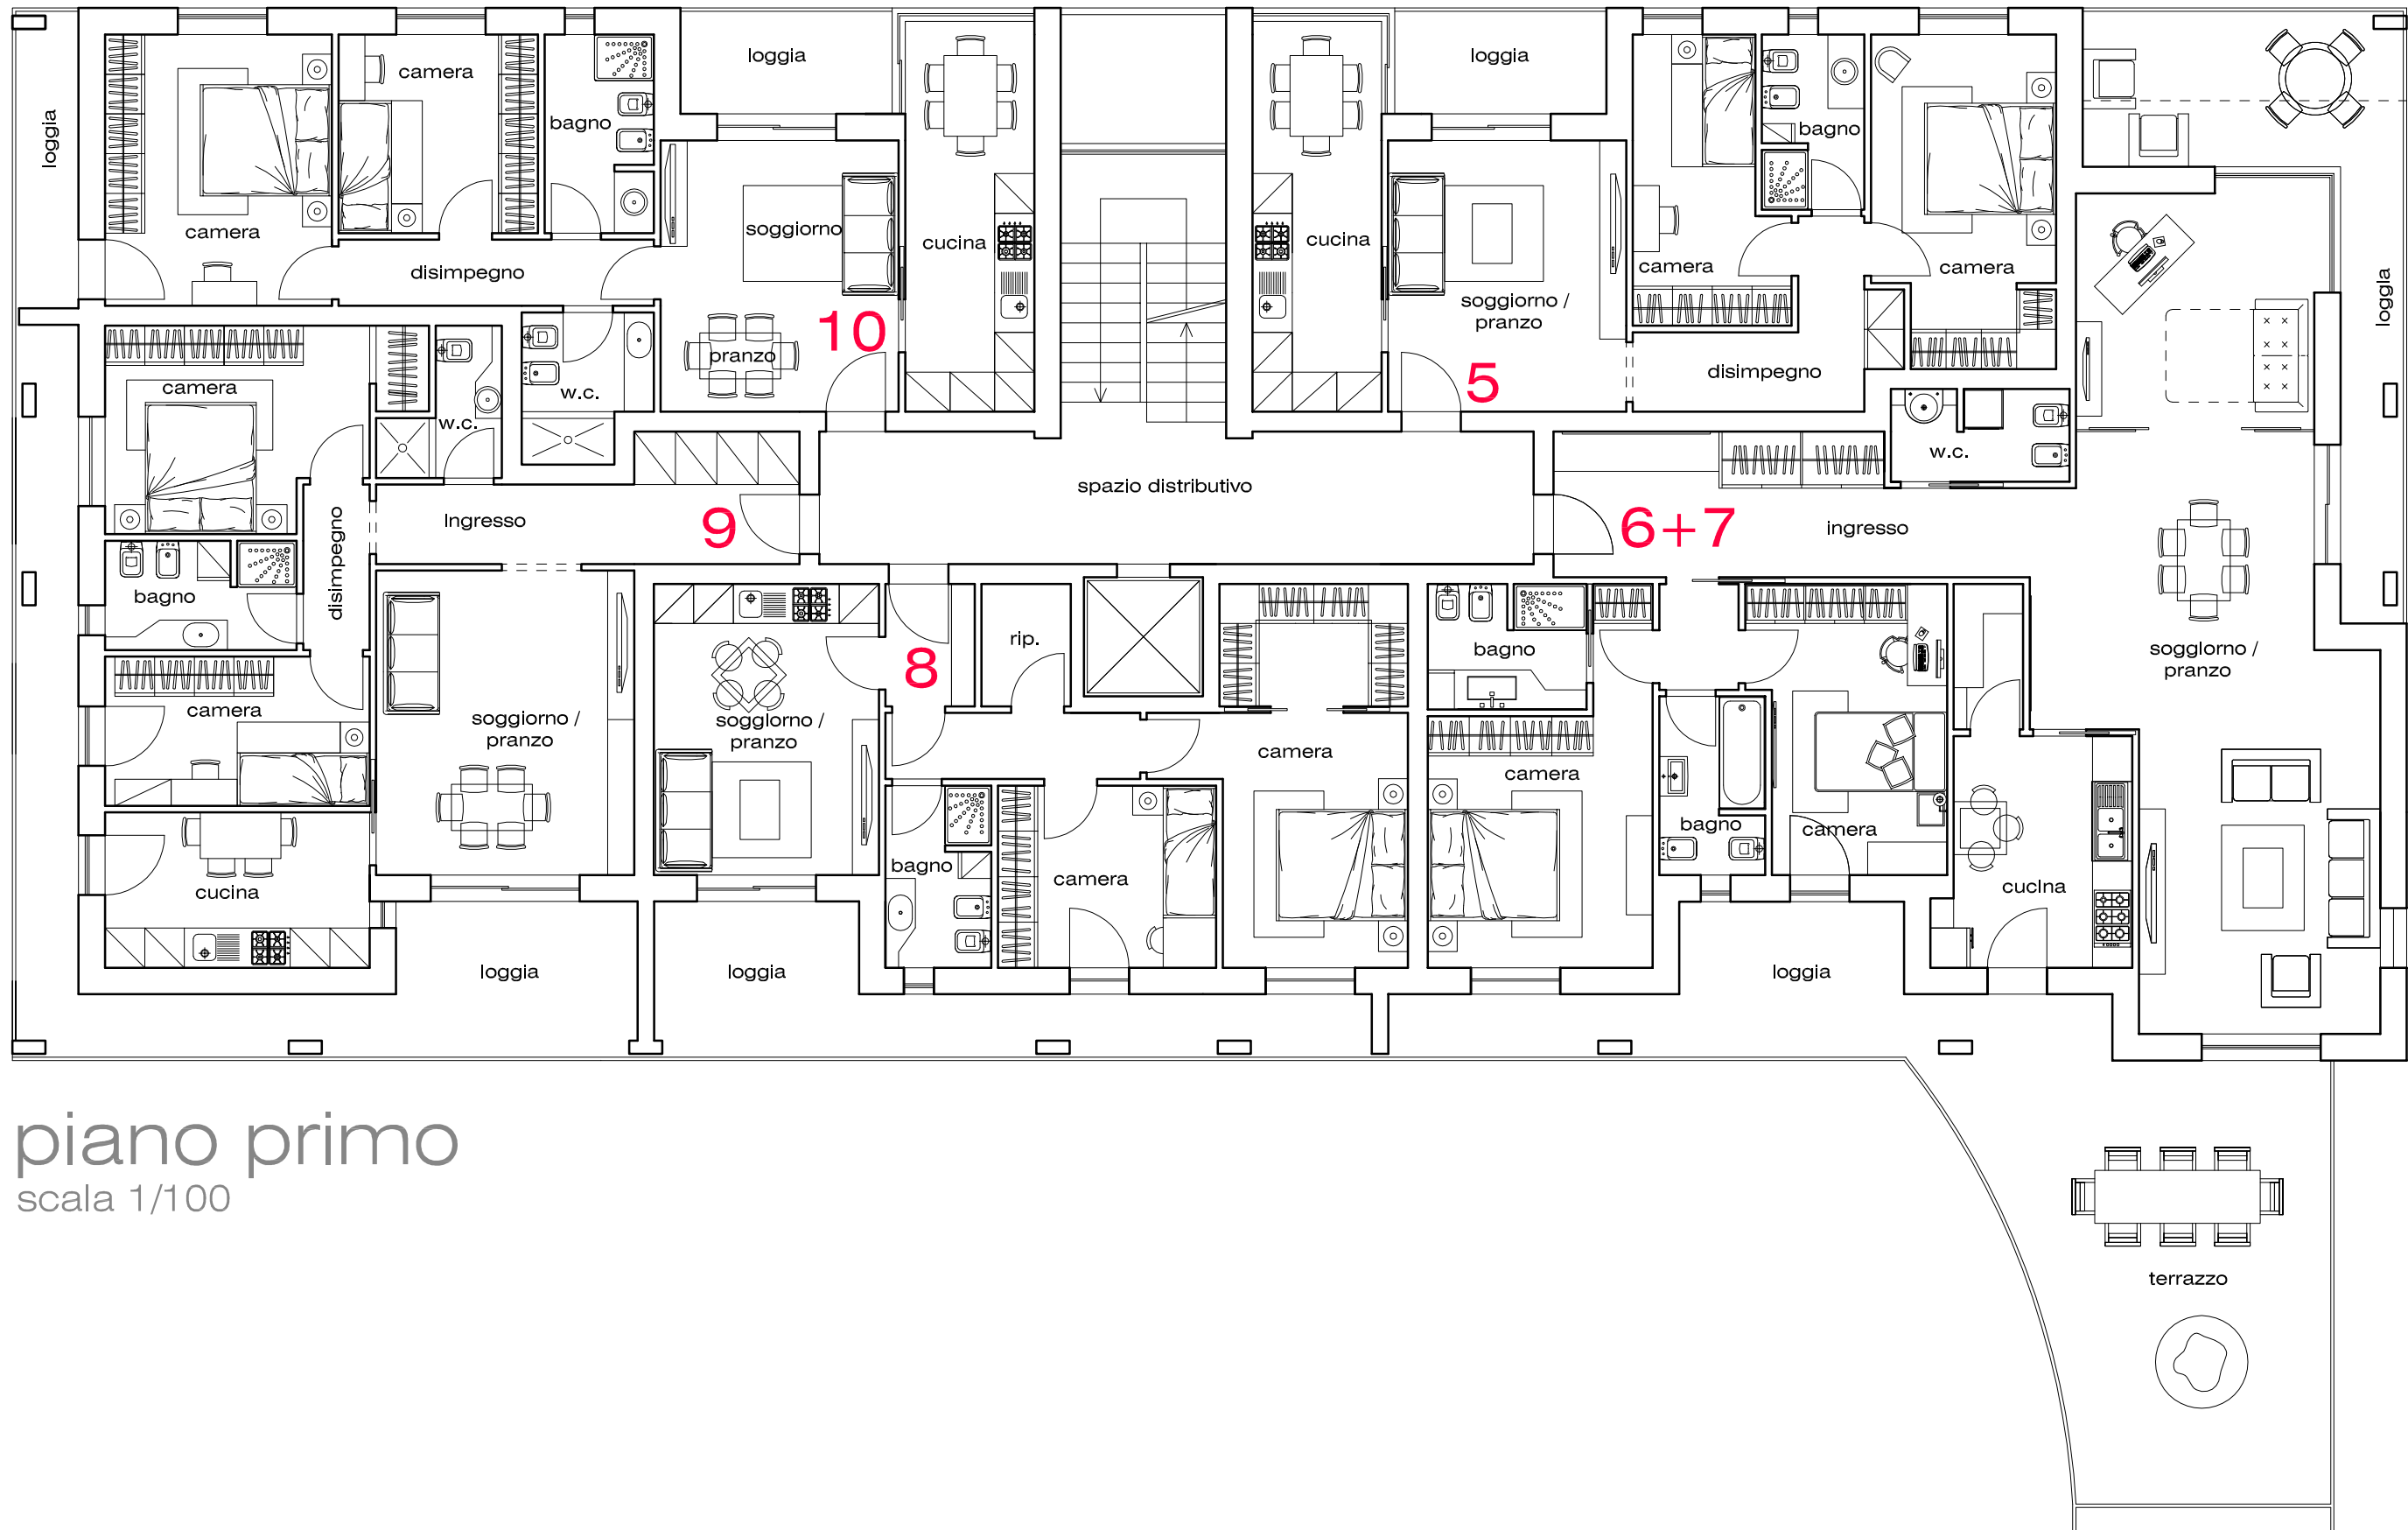 loggia
loggia
loggia
camera
bagno
bagno
soggiorno
cucina
cucina
camera
disimpegno
camera
camera
loggia
10
soggiorno /
pranzo
pranzo
5
disimpegno
camera
w.c.
w.c.
w.c.
spazio distributivo
Ingresso
9
6+7
ingresso
disimpegno
bagno
rip.
bagno
8
soggiorno /
pranzo
camera
soggiorno /
pranzo
soggiorno /
pranzo
camera
camera
bagno
camera
bagno
camera
cucina
cucina
loggia
loggia
loggia
piano primo
scala 1/100
terrazzo